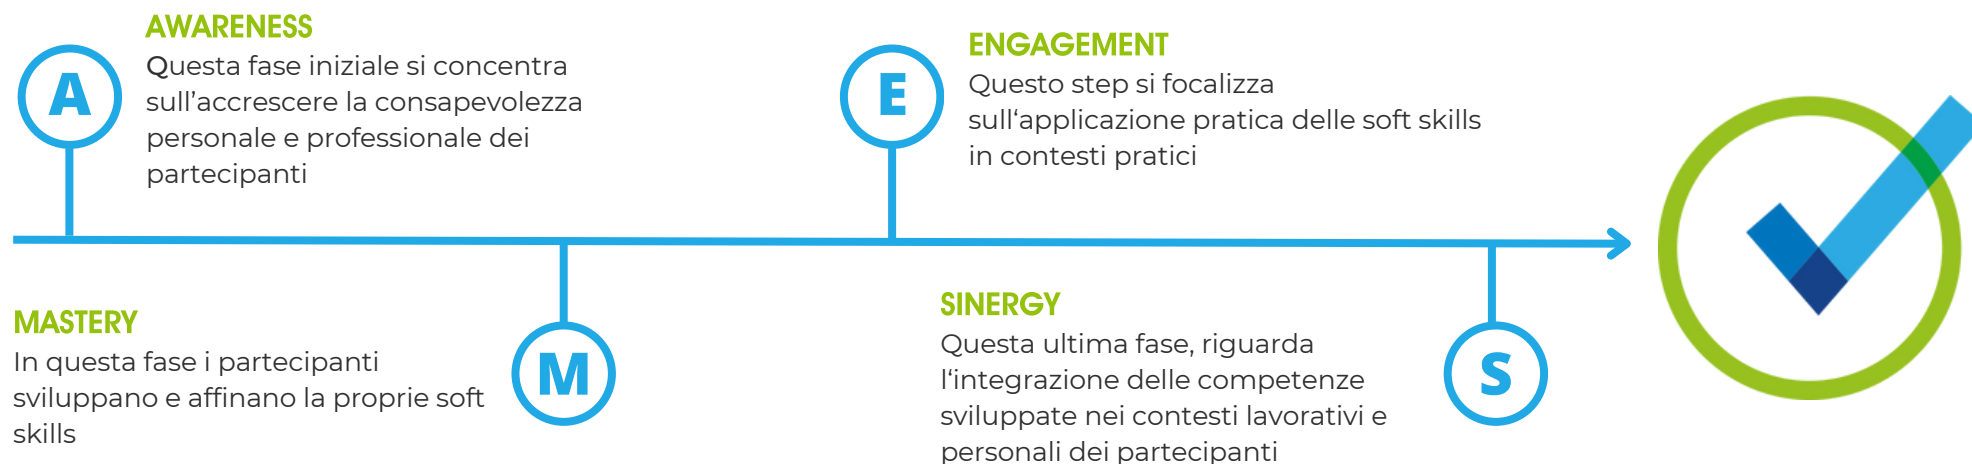 AWARENESS
A
Questa fase iniziale si concentra
sull’accrescere la consapevolezza
personale e professionale dei
partecipanti
MASTERY
In questa fase i partecipanti
sviluppano e affinano la proprie soft
skills
M
ENGAGEMENT
E
Questo step si focalizza
sull‘applicazione pratica delle soft skills
in contesti pratici
SINERGY
Questa ultima fase, riguarda
l‘integrazione delle competenze
sviluppate nei contesti lavorativi e
personali dei partecipanti
S